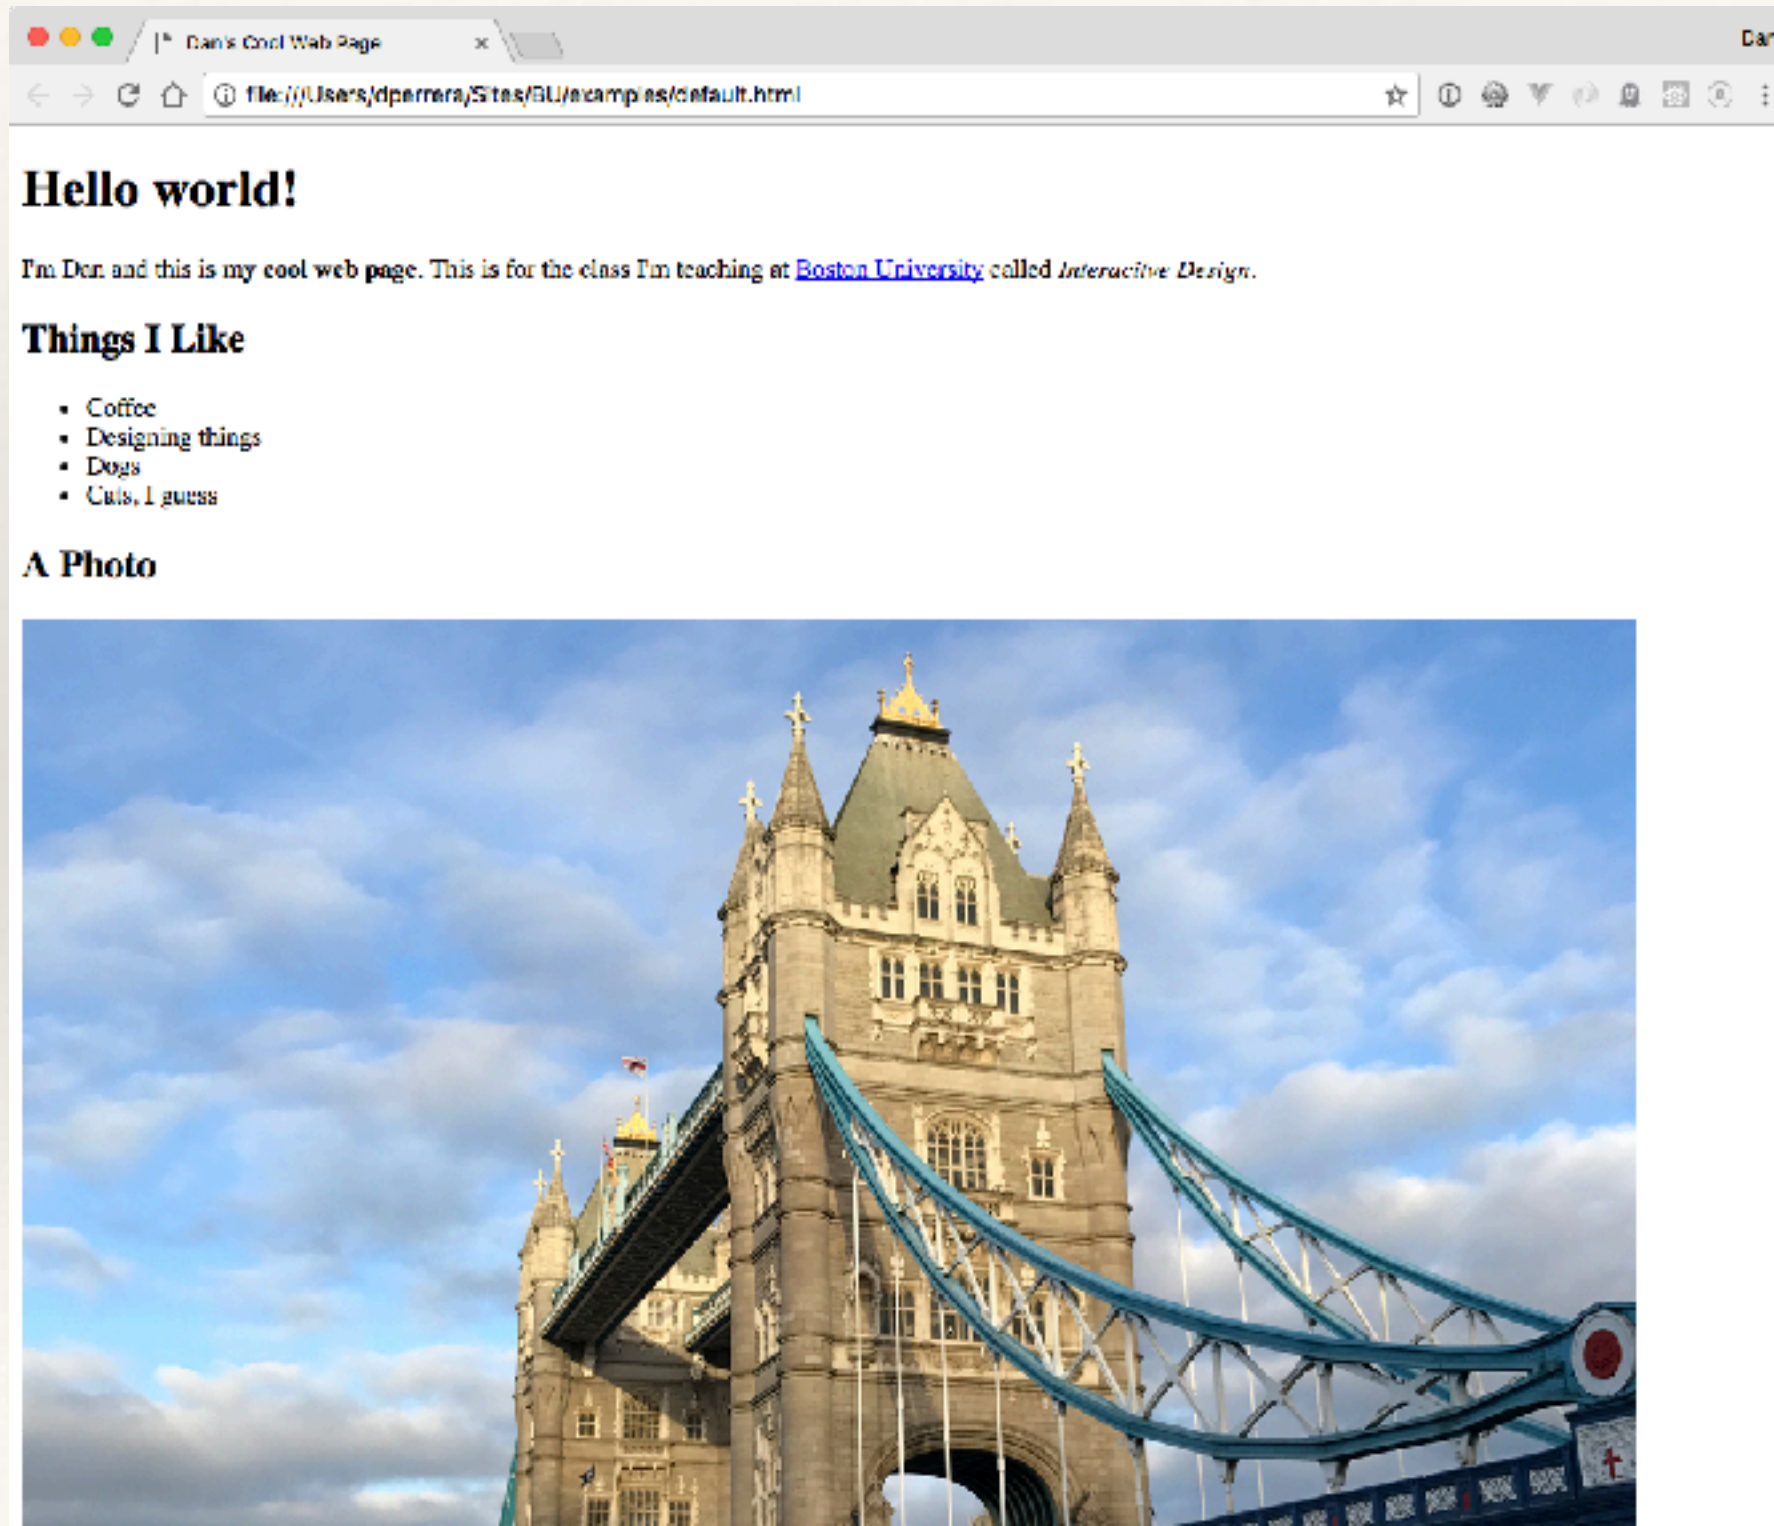 Dan's Cool Web Page
Dan
file:///Users/dperrera/Sites/BU/examples/default.html
Hello world!
I'm Dan and this is my cool web page. This is for the class I'm teaching at Boston University called Interactive Design.
Things I Like
Coffee
Designing things
Dogs
Cats, I guess
A Photo